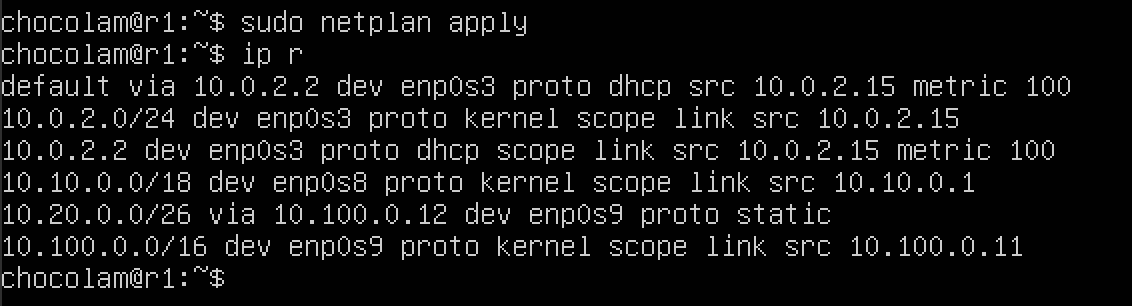 chocolam@r1:~$ sudo netplan apply
chocolam@r1:~$ ip r
default via 10.0.2.2 dev enp0s3 proto dhcp src 10.0.2.15 metric 100
10.0.2.0/24 dev enp0s3 proto kernel scope link src 10.0.2.15
10.0.2.2 dev enp0s3 proto dhcp scope link src 10.0.2.15 metric 100
10.10.0.0/18 dev enp0s8 proto kernel scope link src 10.10.0.1
10.20.0.0/26 via 10.100.0.12 dev enp0s9 proto static
10.100.0.0/16 dev enp0s9 proto kernel scope link src 10.100.0.11
chocolam@r1:~$